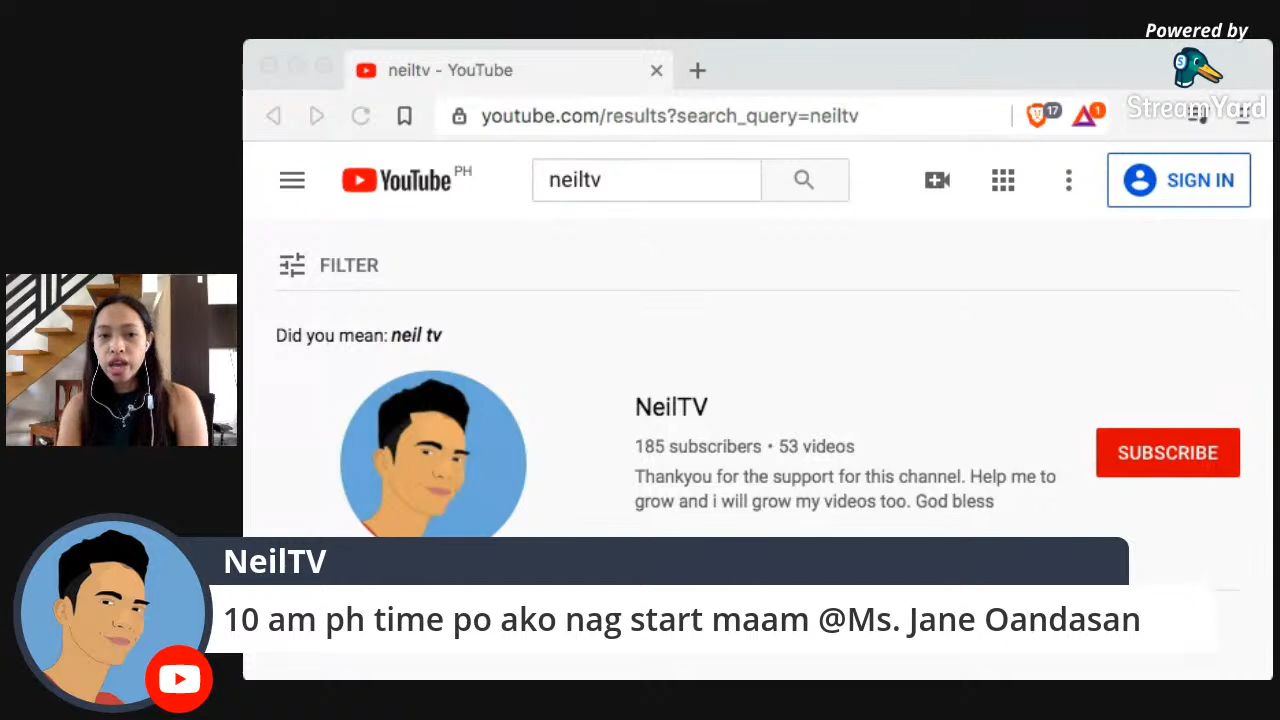 Powered by
StreamYard
neiltv - YouTube
youtube.com/results?search_query=neiltv
17
1
YouTube PH
neiltv
SIGN IN
FILTER
Did you mean: neil tv
NeilTV
185 subscribers • 53 videos
Thankyou for the support for this channel. Help me to
grow and i will grow my videos too. God bless
SUBSCRIBE
NeilTV
10 am ph time po ako nag start maam @Ms. Jane Oandasan